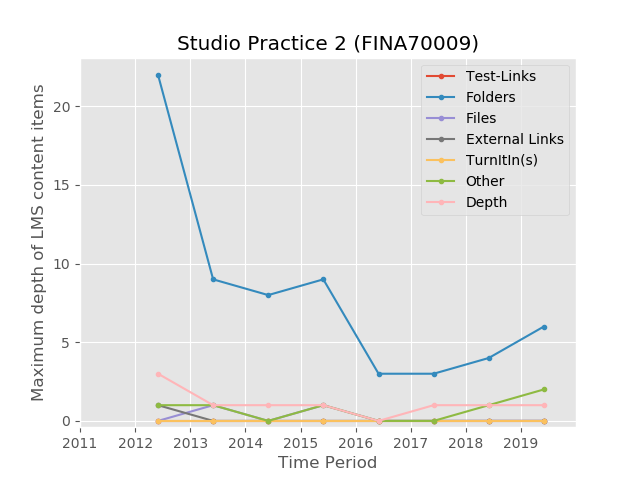 Studio Practice 2 (FINA70009)
Test-Links
Folders
Files
External Links
TurnItIn(s)
Other
Depth
Maximum depth of LMS content items
20
15
10
5
0
2011 2012 2013 2014 2015 2016 2017 2018 2019
Time Period